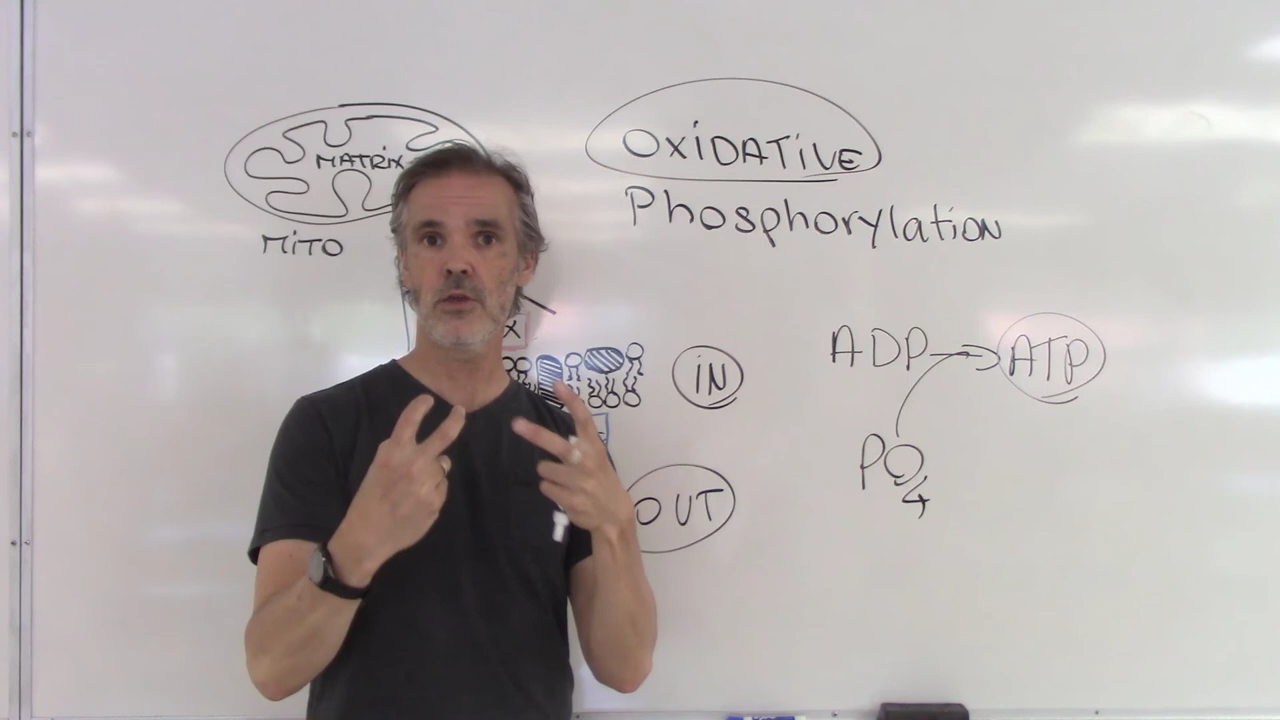 MATRIX
MiTO
OXiDATiVE
Phosphorylation
X
iN
OUT
ADP
ATP
PO4